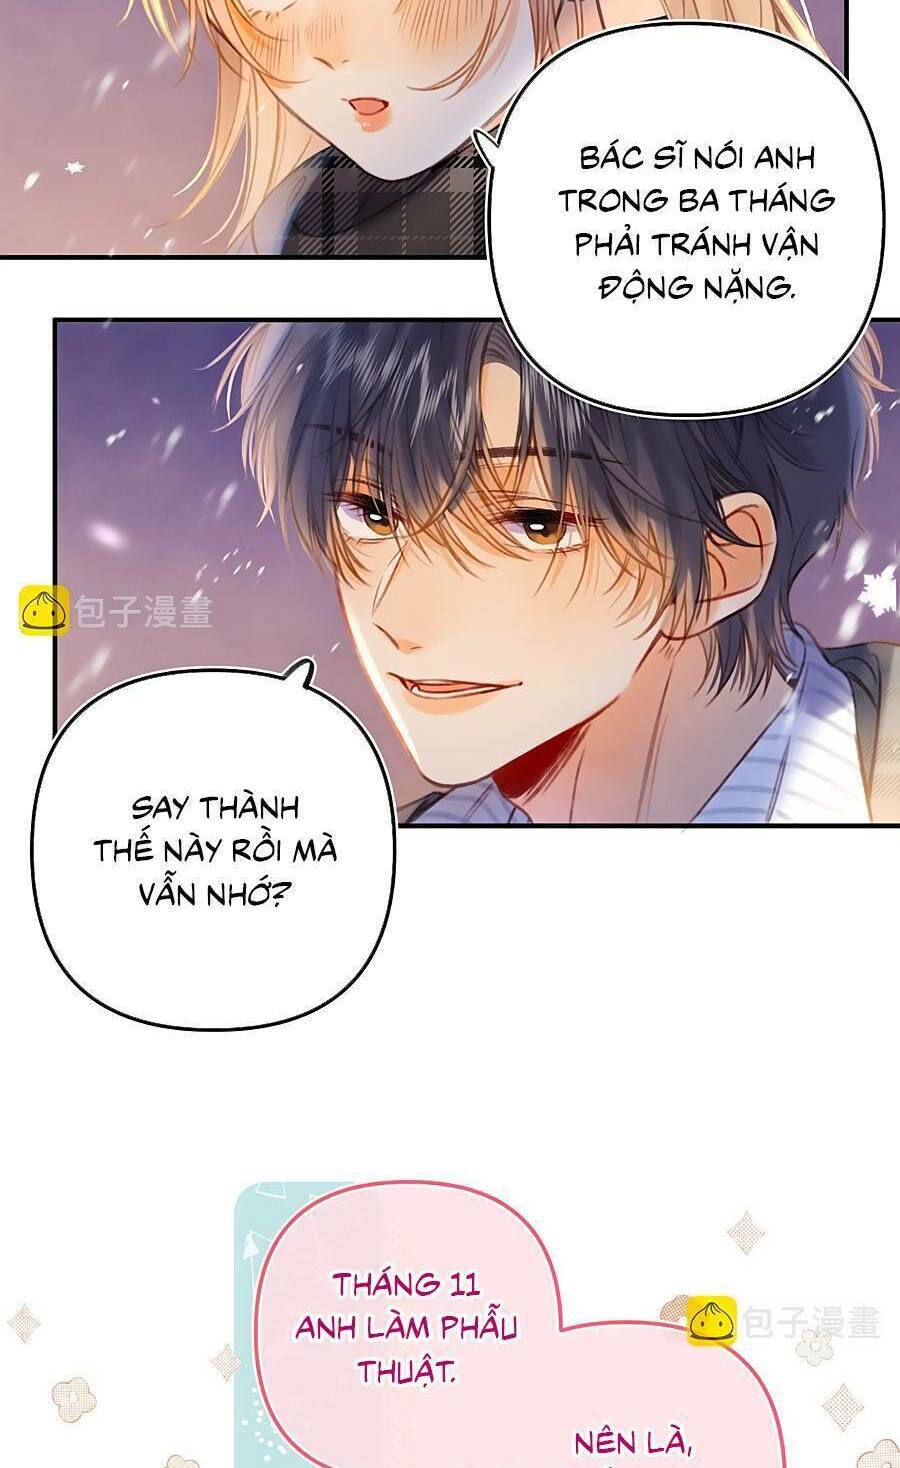 BÁC SĨ NÓI ANH
TRONG BA THÁNG
PHẢI TRÁNH VẬN
ĐỘNG NẶNG.
包子漫畫
SAY THÀNH
THẾ NÀY RỒI MÀ
VẪN NHỚ?
THÁNG 11
ANH LÀM PHẪU
THUẬT.
包子漫畫
NÊN LÀ,